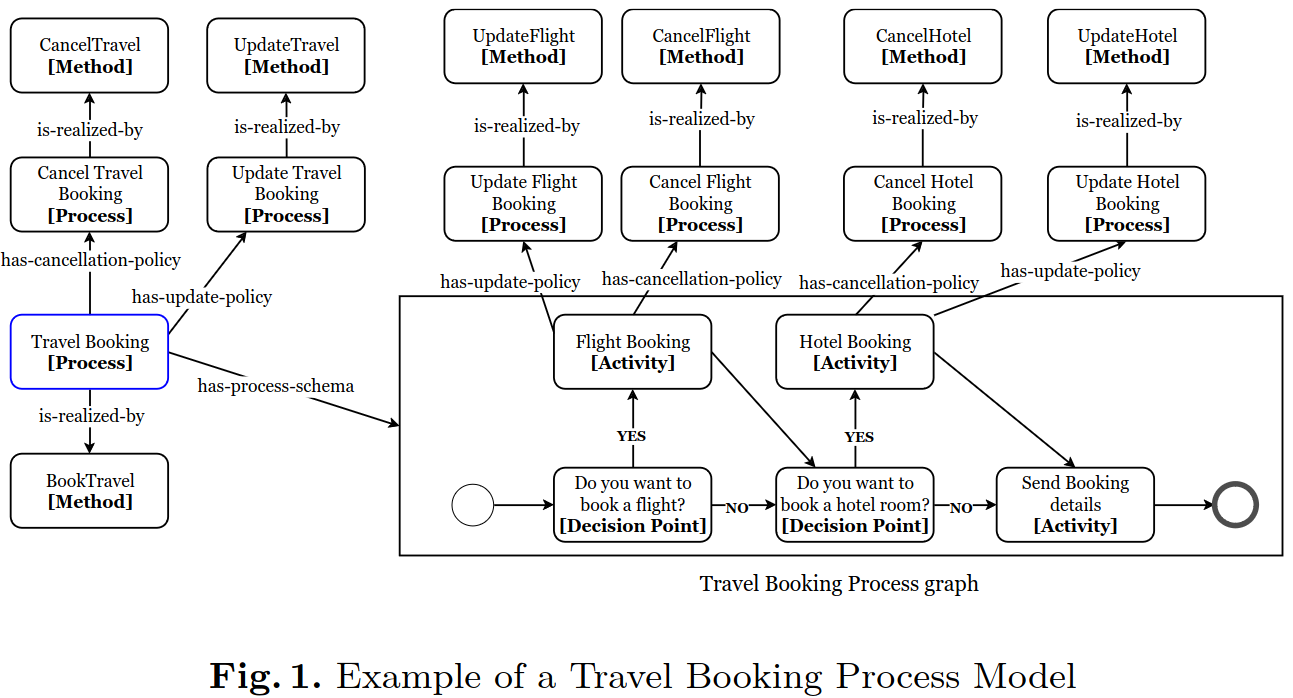 CancelTravel
[Method]
UpdateTravel
[Method]
UpdateFlight
[Method]
CancelFlight
[Method]
CancelHotel
[Method]
UpdateHotel
[Method]
is-realized-by
is-realized-by
is-realized-by
is-realized-by
is-realized-by
is-realized-by
Cancel Travel
Booking
[Process]
Update Travel
Booking
[Process]
Update Flight
Booking
[Process]
Cancel Flight
Booking
[Process]
Cancel Hotel
Booking
[Process]
Update Hotel
Booking
[Process]
has-cancellation-policy
has-update-policy
has-update-policy
has-cancellation-policy
has-cancellation-policy
has-update-policy
Travel Booking
[Process]
Flight Booking
[Activity]
Hotel Booking
[Activity]
has-process-schema
is-realized-by
YES
YES
BookTravel
[Method]
Do you want to
book a flight?
[Decision Point]
NO
Do you want to
book a hotel room?
[Decision Point]
NO
Send Booking
details
[Activity]
Travel Booking Process graph
Fig. 1. Example of a Travel Booking Process Model